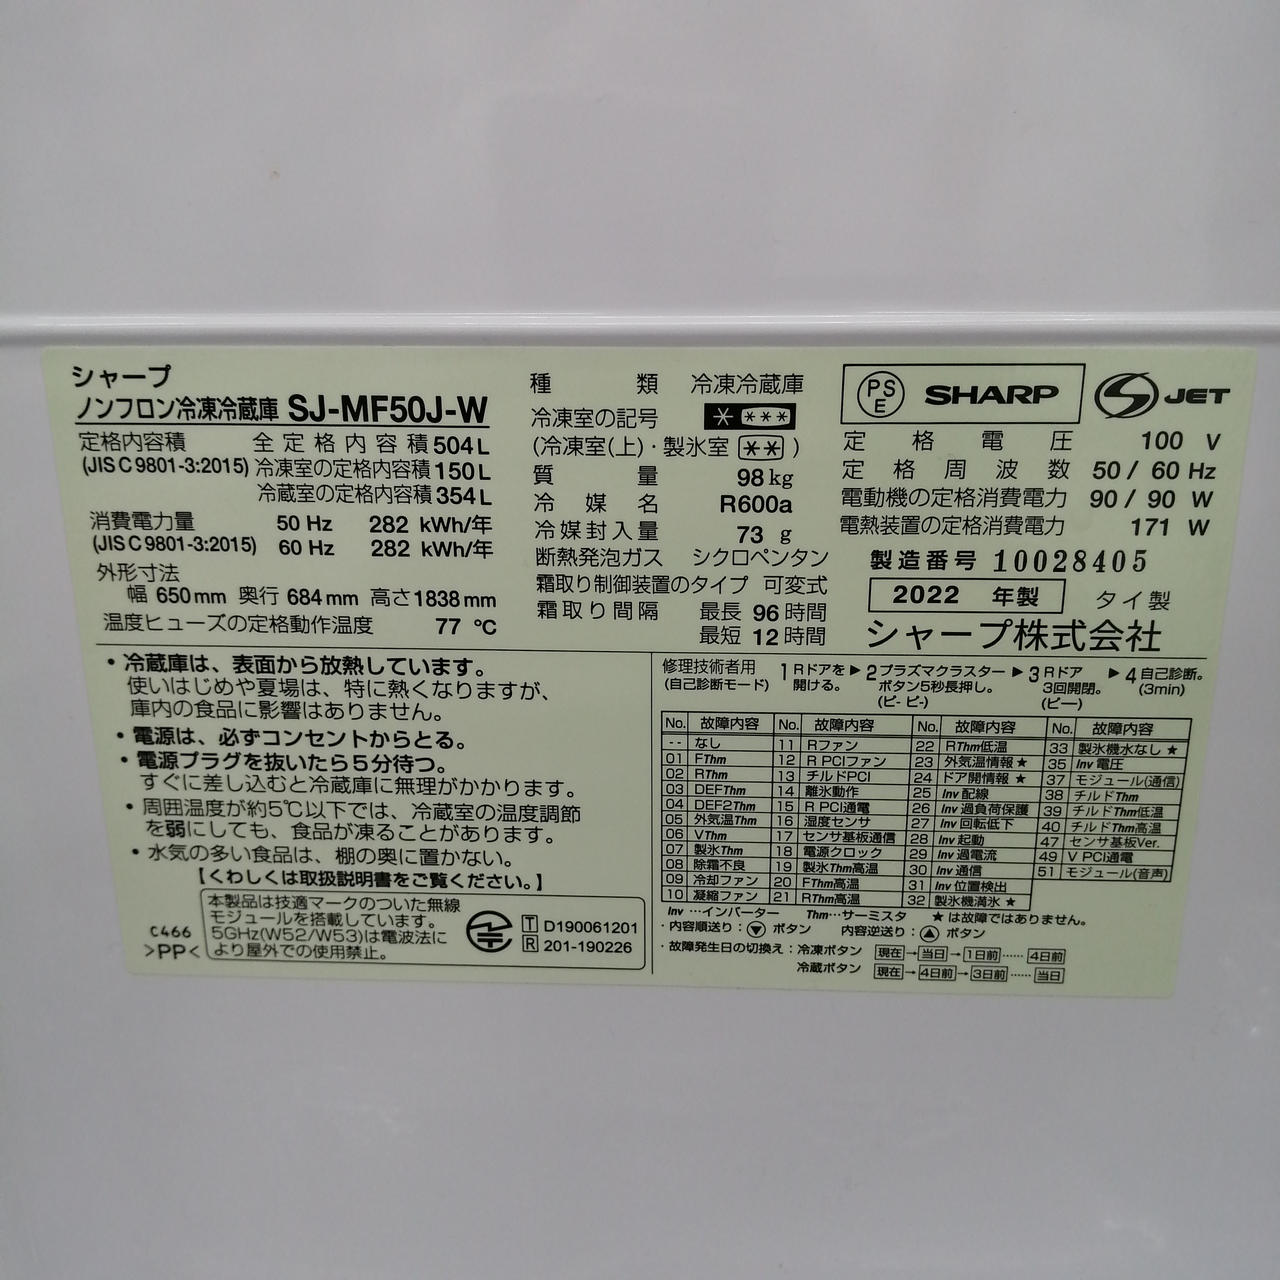 シャープ
ノンフロン冷凍冷蔵庫 SJ-MF50J-W
定格内容積 全定格内容積 504 L
(JIS C 9801-3:2015) 冷凍室の定格内容積 150 L
冷蔵室の定格内容積 354 L
消費電力量 50 Hz 282 kWh/年
(JIS C 9801-3:2015) 60 Hz 282 kWh/年
外形寸法
幅 650 mm 奥行 684 mm 高さ 1838 mm
温度ヒューズの定格動作温度 77 ℃
種類 冷凍冷蔵庫
冷凍室の記号 * ***
(冷凍室(上)・製氷室 ** )
質量 98 kg
冷媒名 R600a
冷媒封入量 73 g
断熱発泡ガス シクロペンタン
霜取り制御装置のタイプ 可変式
霜取り間隔 最長 96 時間
最短 12 時間
PS E SHARP S JET
定格電圧 100 V
定格周波数 50 / 60 Hz
電動機の定格消費電力 90 / 90 W
電熱装置の定格消費電力 171 W
製造番号 10028405
2022 年製 タイ製
シャープ株式会社
・冷蔵庫は、表面から放熱しています。
使いはじめや夏場は、特に熱くなりますが、
庫内の食品に影響はありません。
・電源は、必ずコンセントからとる。
・電源プラグを抜いたら5分待つ。
すぐに差し込むと冷蔵庫に無理がかかります。
・周囲温度が約5℃以下では、冷蔵室の温度調節
を弱にしても、食品が凍ることがあります。
・水気の多い食品は、棚の奥に置かない。
【くわしくは取扱説明書をご覧ください。】
C466
>PP<
本製品は技適マークのついた無線
モジュールを搭載しています。
5GHz(W52/W53)は電波法に
より屋外での使用禁止。
T D190061201
R 201-190226
修理技術者用 1 Rドアを ▶ 2 プラズマクラスター ▶ 3 Rドア ▶ 4 自己診断。
(自己診断モード) 開ける。 ボタン5秒長押し。 3回開閉。 (3min)
(ピ- ピ-) (ピー)
No. 故障内容 No. 故障内容 No. 故障内容 No. 故障内容
-- なし 11 Rファン 22 RThm低温 33 製氷機水なし ★
01 FThm 12 R PCIファン 23 外気温情報 ★ 35 Inv 電圧
02 RThm 13 チルドPCI 24 ドア開情報 ★ 37 モジュール(通信)
03 DEFThm 14 離氷動作 25 Inv 配線 38 チルドThm
04 DEF2Thm 15 R PCI通電 26 Inv 過負荷保護 39 チルドThm低温
05 外気温Thm 16 湿度センサ 27 Inv 回転低下 40 チルドThm高温
06 VThm 17 センサ基板通信 28 Inv 起動 47 センサ基板Ver.
07 製氷Thm 18 電源クロック 29 Inv 過電流 49 V PCI通電
08 除霜不良 19 製氷Thm高温 30 Inv 通信 51 モジュール(音声)
09 冷却ファン 20 FThm高温 31 Inv 位置検出
10 凝縮ファン 21 RThm高温 32 製氷機満氷 ★
Inv …インバーター Thm…サーミスタ ★は故障ではありません。
・内容順送り： ▼ ボタン 内容逆送り： ▲ ボタン
・故障発生日の切換え：冷凍ボタン 現在→当日→1日前……4日前
冷蔵ボタン 現在→4日前→3日前……当日